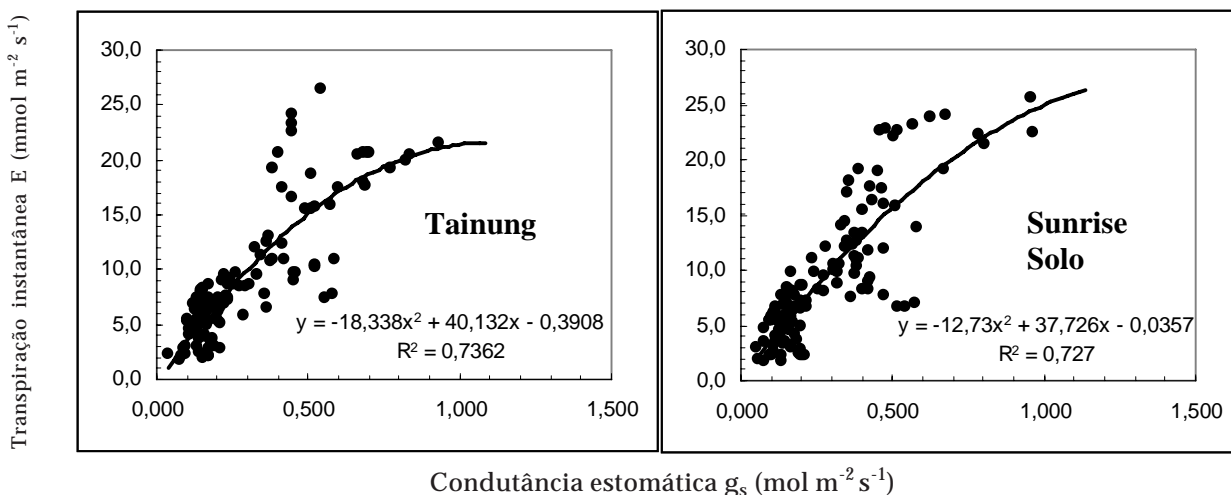 Transpiração instantânea E (mmol m⁻² s⁻¹)
30,0
25,0
20,0
15,0
10,0
5,0
0,0
Tainung
y = -18,338x² + 40,132x - 0,3908
R² = 0,7362
0,000 0,500 1,000 1,500
30,0
25,0
20,0
15,0
10,0
5,0
0,0
Sunrise
Solo
y = -12,73x² + 37,726x - 0,0357
R² = 0,727
0,000 0,500 1,000 1,500
Condutância estomática gₛ (mol m⁻² s⁻¹)